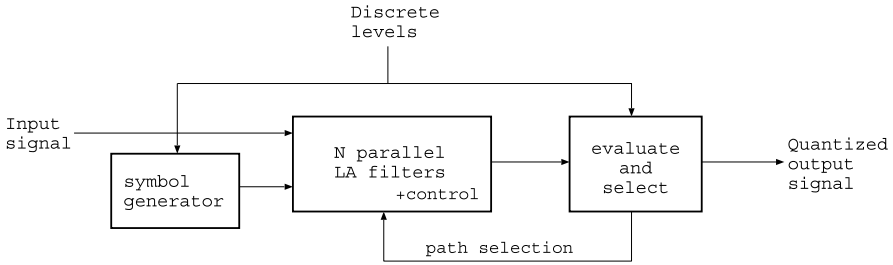 Discrete
levels
Input
signal
symbol
generator
N parallel
LA filters
+control
evaluate
and
select
Quantized
output
signal
path selection